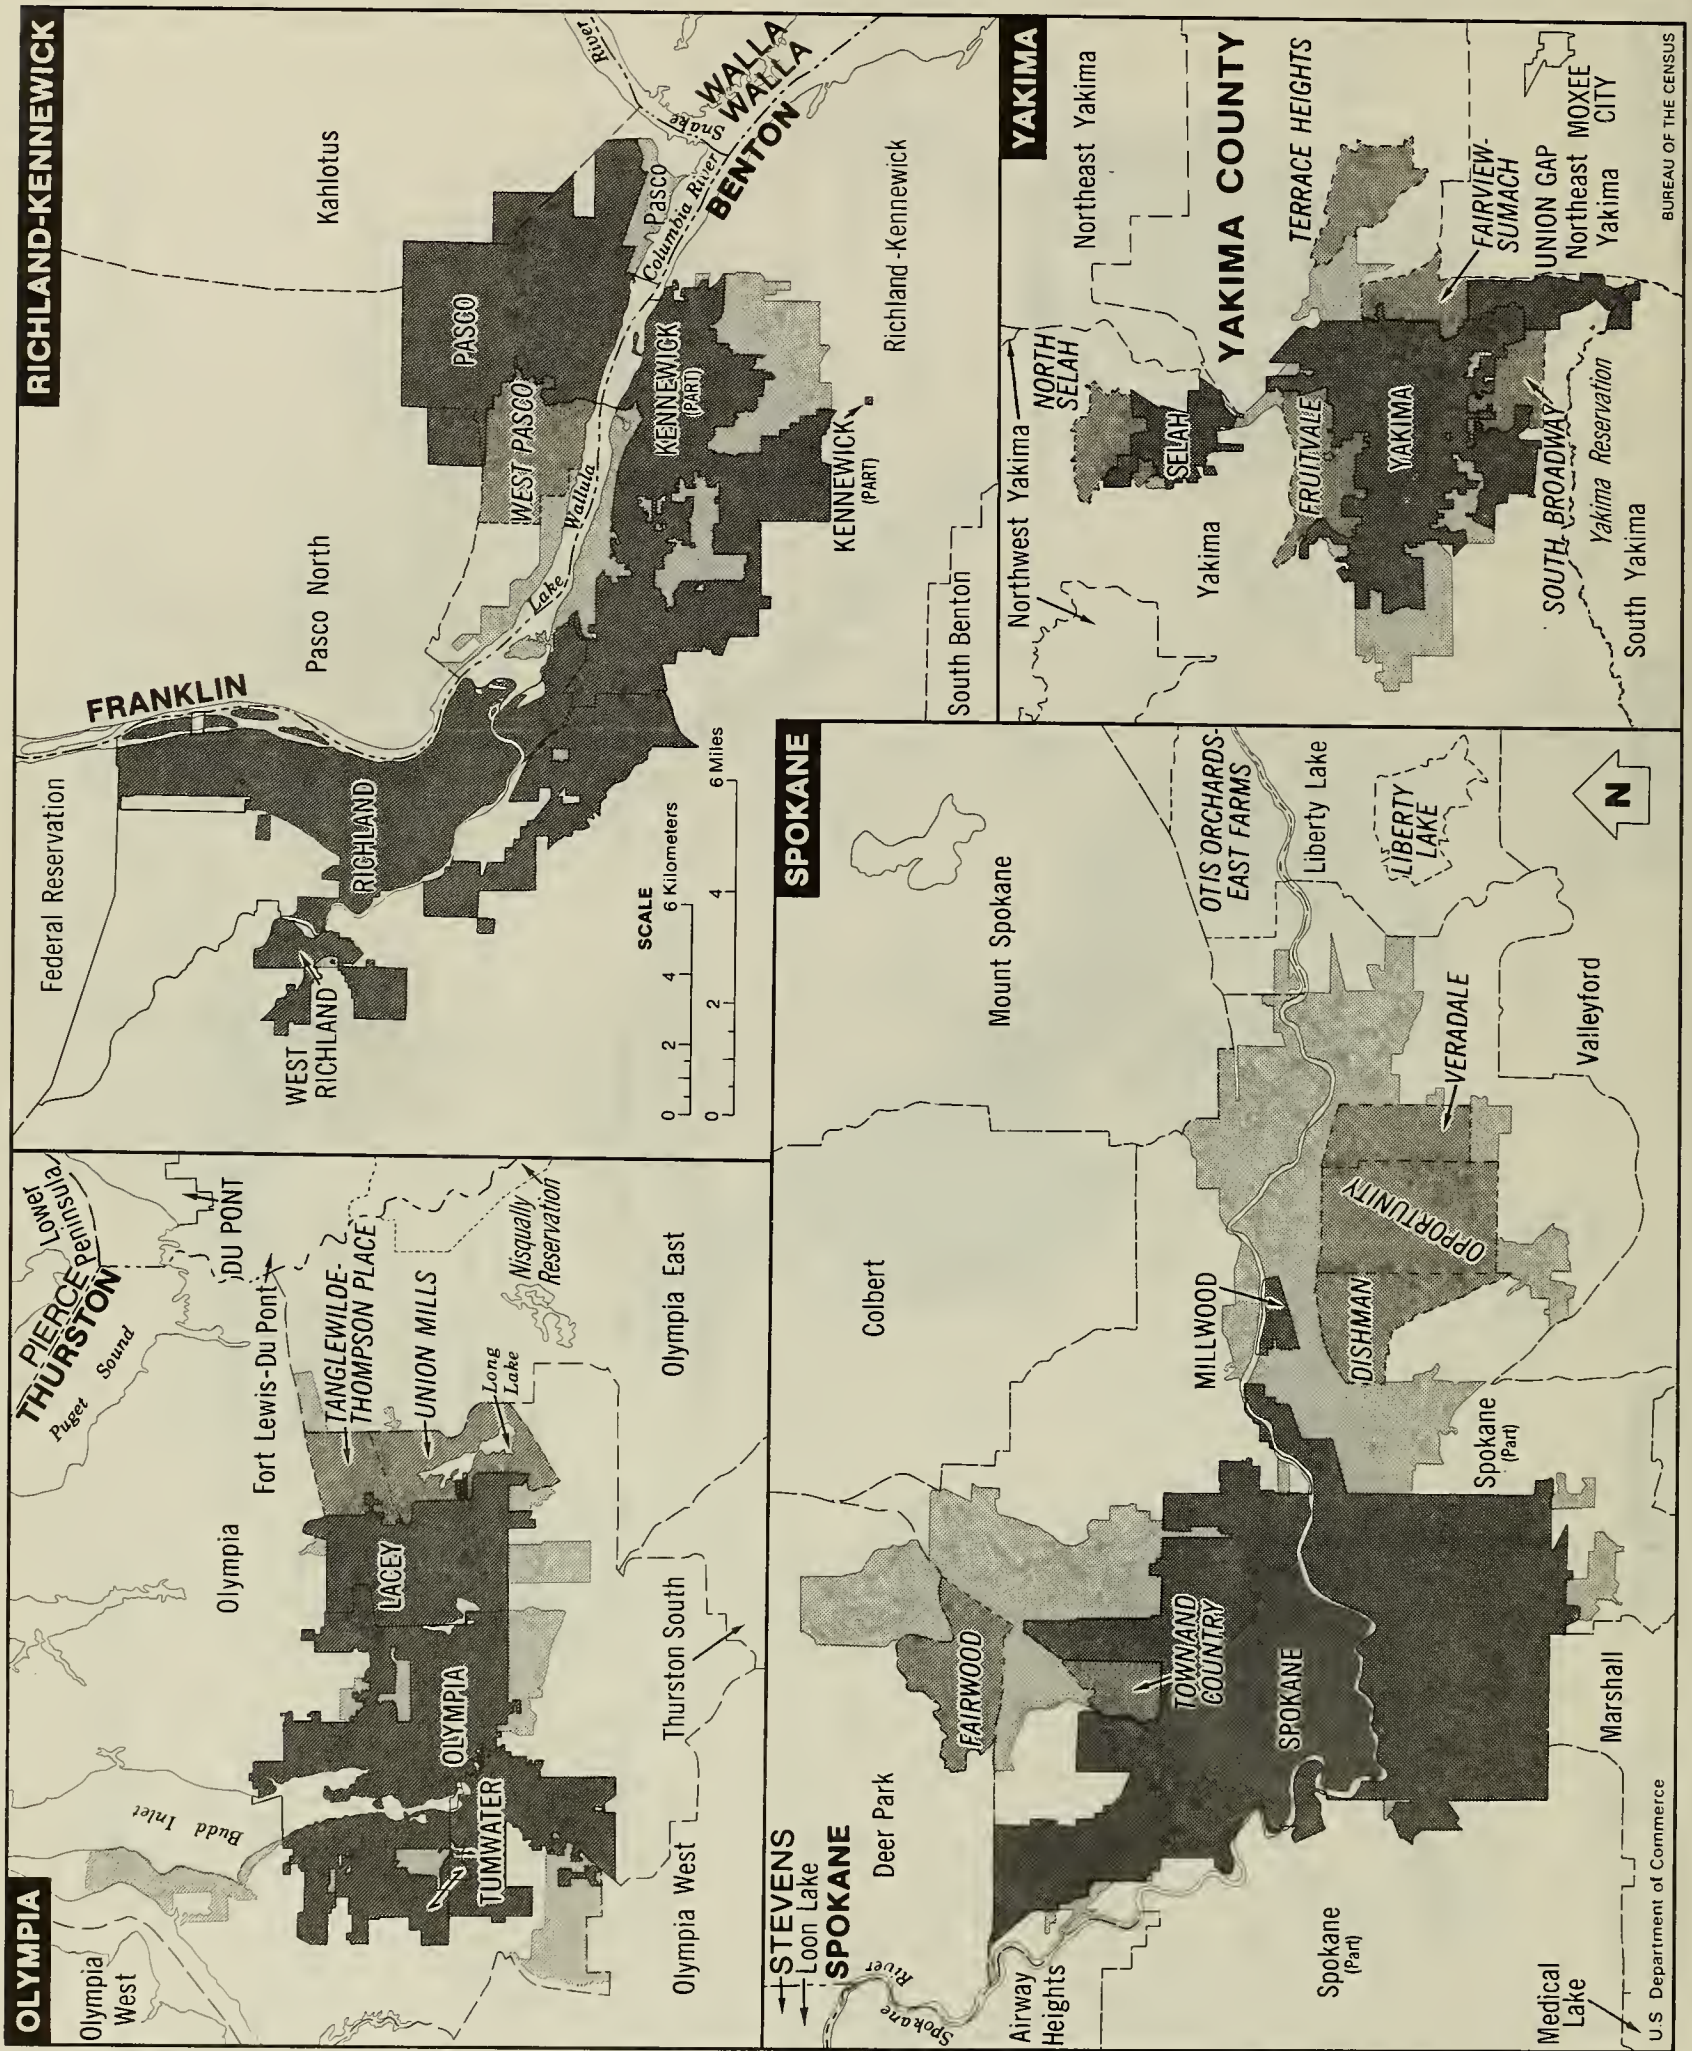 OLYMPIA
PIERCE
THURSTON
Puget Sound
Lower
Peninsula
DU PONT
Fort Lewis-Du Pont
TANGLEWILDE-
THOMPSON PLACE
UNION MILLS
Long
Lake
Nisqually
Reservation
Olympia East
Olympia
LACEY
OLYMPIA
TUMWATER
Budd Inlet
Olympia
West
Olympia West
Thurston South
RICHLAND-KENNEWICK
Federal Reservation
FRANKLIN
Pasco North
Kahlotus
River
Snake
WALLA
WALLA
BENTON
Columbia River
Pasco
PASCO
WEST PASCO
Lake Wallula
KENNEWICK
(PART)
KENNEWICK
(PART)
Richland-Kennewick
South Benton
RICHLAND
WEST
RICHLAND
SCALE
0 2 4 6 Kilometers
0 2 4 6 Miles
SPOKANE
STEVENS
Loon Lake
SPOKANE
Deer Park
Spokane River
Airway
Heights
Spokane
(Part)
Medical
Lake
Marshall
FAIRWOOD
TOWN AND
COUNTRY
SPOKANE
Colbert
Mount Spokane
MILLWOOD
DISHMAN
OPPORTUNITY
VERADALE
Spokane
(Part)
Valleyford
OTIS ORCHARDS-
EAST FARMS
Liberty Lake
LIBERTY
LAKE
N
YAKIMA
Northeast Yakima
YAKIMA COUNTY
Northwest Yakima
NORTH
SELAH
SELAH
Yakima
TERRACE HEIGHTS
FRUITVALE
YAKIMA
FAIRVIEW-
SUMACH
UNION GAP
Northeast
Yakima
MOXEE
CITY
SOUTH BROADWAY
Yakima Reservation
South Yakima
U.S Department of Commerce
BUREAU OF THE CENSUS